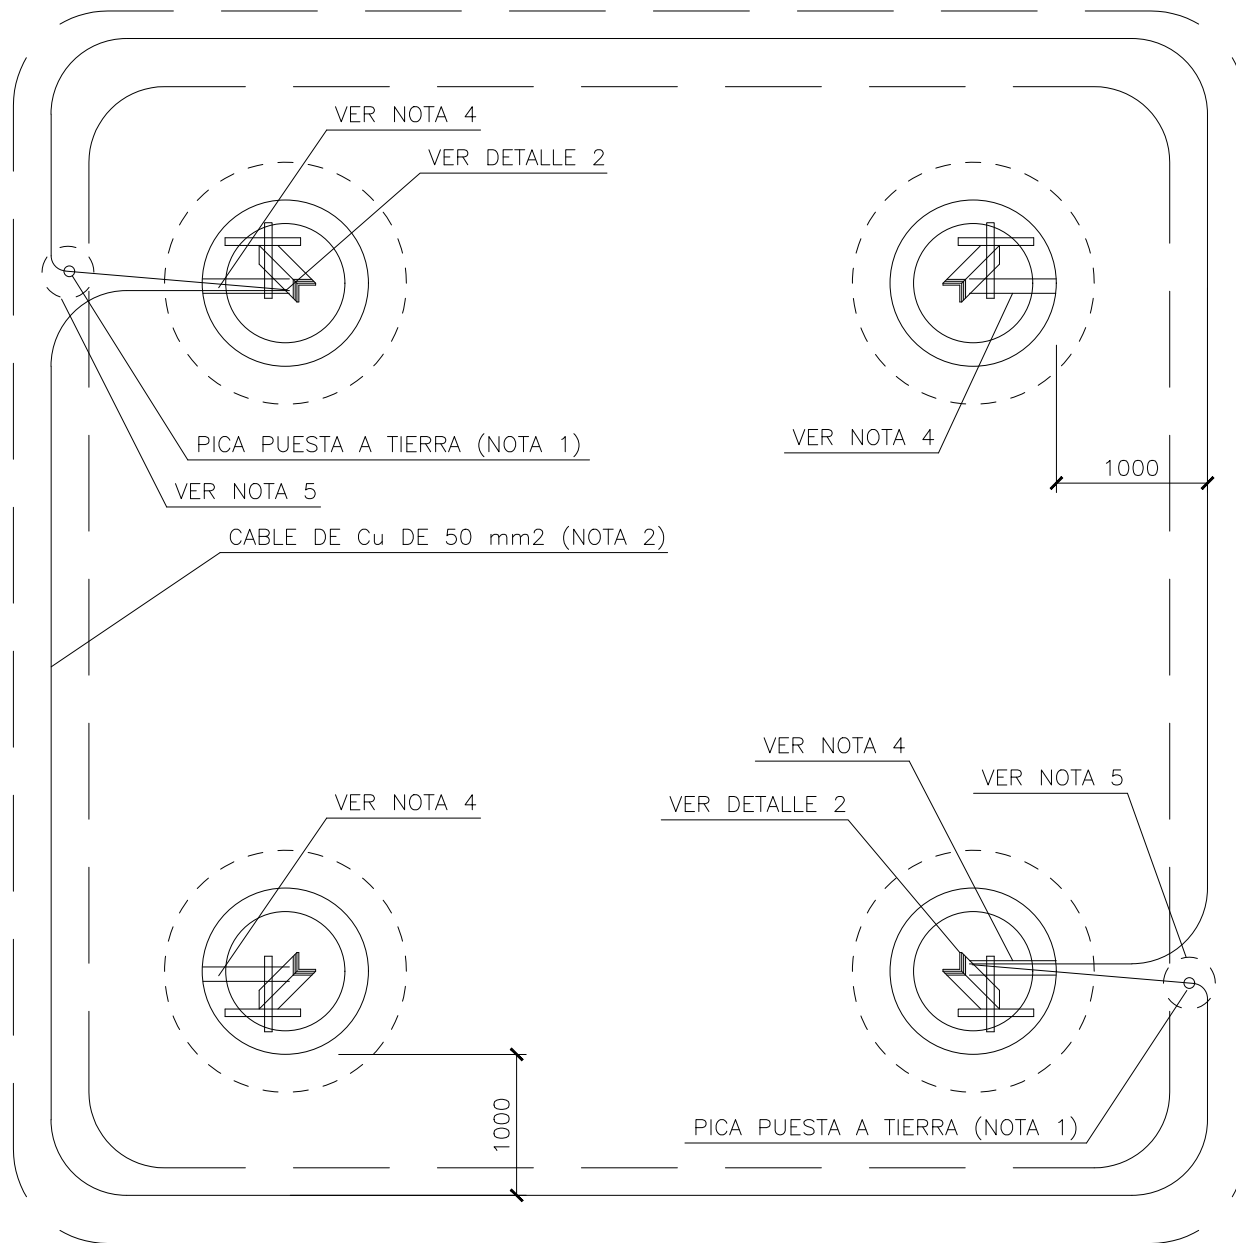 VER NOTA 4
VER DETALLE 2
PICA PUESTA A TIERRA (NOTA 1)
VER NOTA 4
1000
VER NOTA 5
CABLE DE Cu DE 50 mm2 (NOTA 2)
VER NOTA 4
VER NOTA 5
VER NOTA 4
VER DETALLE 2
1000
PICA PUESTA A TIERRA (NOTA 1)